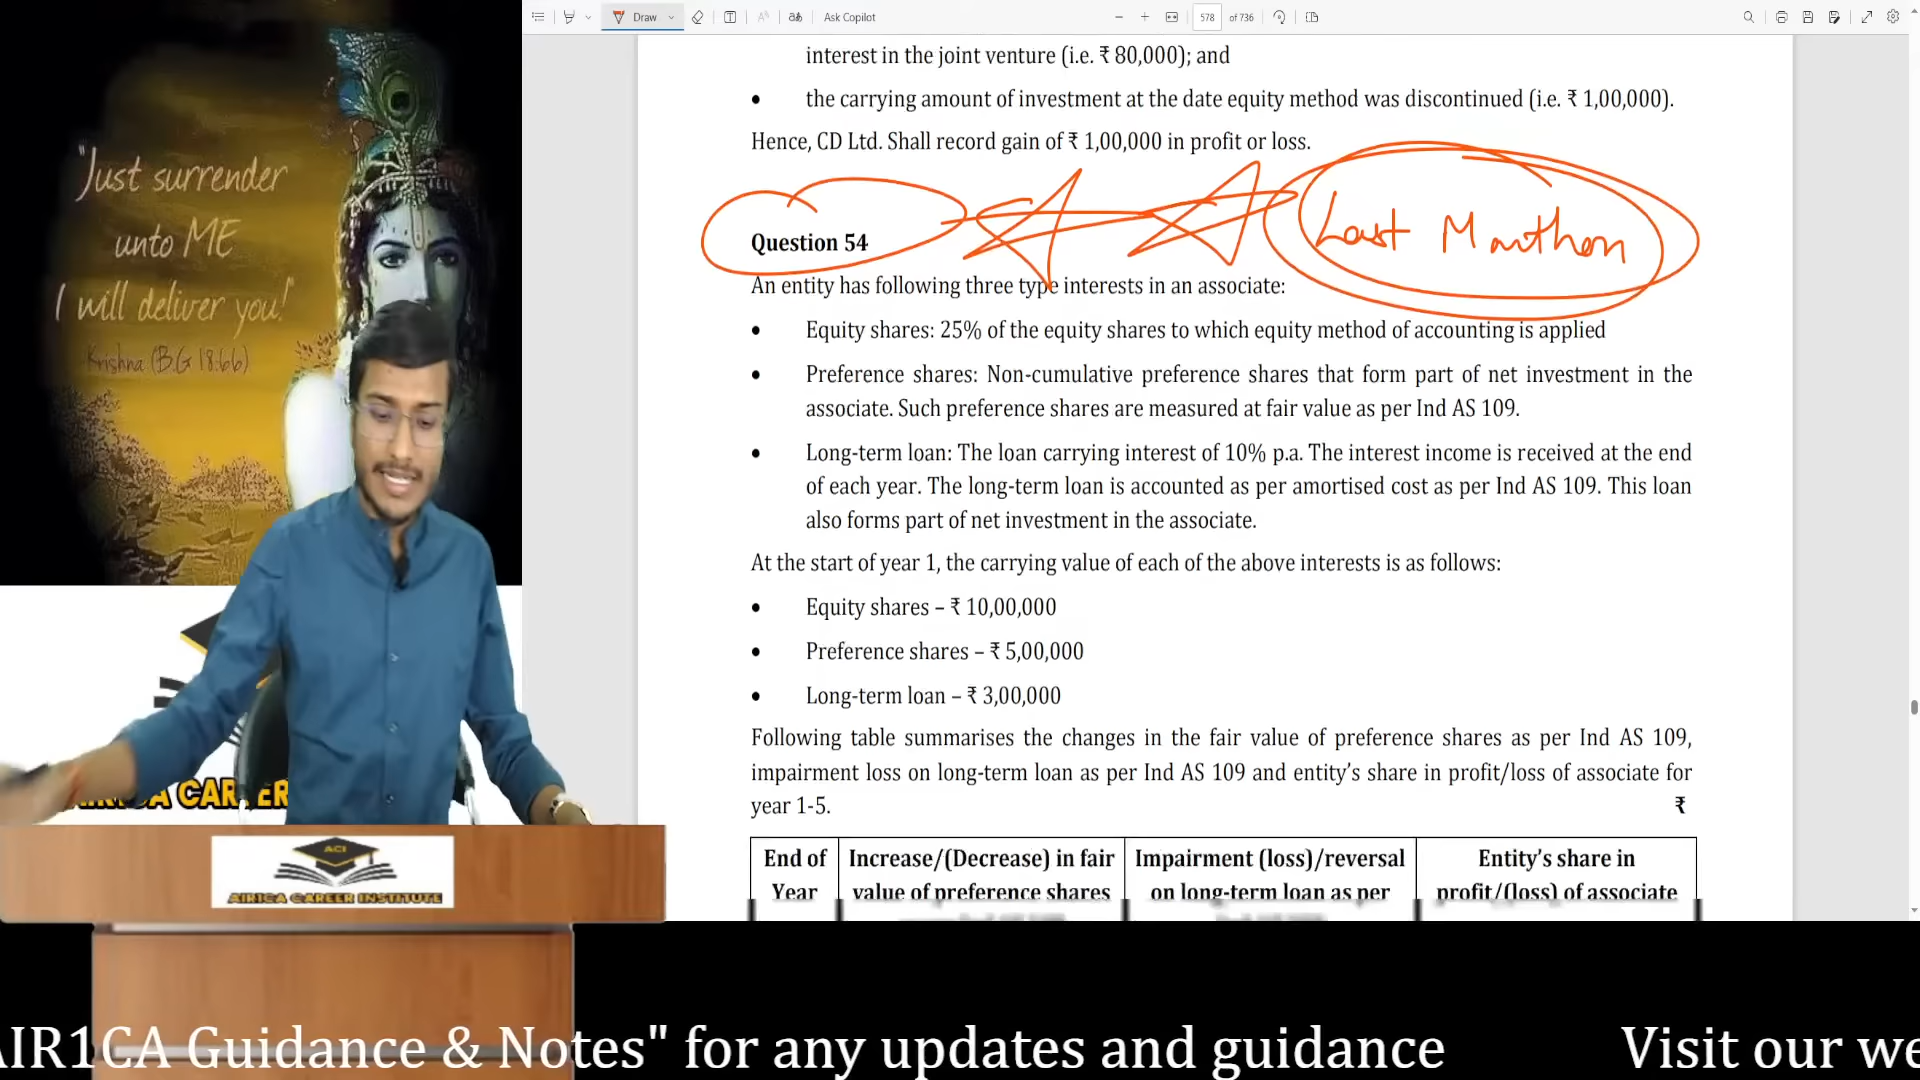 Draw
Ask Copilot
578
of 736
interest in the joint venture (i.e. ₹ 80,000); and
• the carrying amount of investment at the date equity method was discontinued (i.e. ₹ 1,00,000).
Hence, CD Ltd. Shall record gain of ₹ 1,00,000 in profit or loss.
"Just surrender
unto ME
I will deliver you!"
Krishna (B.G 18:66)
Last Marthon
Question 54
An entity has following three type interests in an associate:
• Equity shares: 25% of the equity shares to which equity method of accounting is applied
• Preference shares: Non-cumulative preference shares that form part of net investment in the
associate. Such preference shares are measured at fair value as per Ind AS 109.
• Long-term loan: The loan carrying interest of 10% p.a. The interest income is received at the end
of each year. The long-term loan is accounted as per amortised cost as per Ind AS 109. This loan
also forms part of net investment in the associate.
At the start of year 1, the carrying value of each of the above interests is as follows:
• Equity shares – ₹ 10,00,000
• Preference shares – ₹ 5,00,000
• Long-term loan – ₹ 3,00,000
Following table summarises the changes in the fair value of preference shares as per Ind AS 109,
impairment loss on long-term loan as per Ind AS 109 and entity's share in profit/loss of associate for
year 1-5. ₹
End of Increase/(Decrease) in fair Impairment (loss)/reversal Entity's share in
Year value of preference shares on long-term loan as per profit/(loss) of associate
ACI
AIR1CA CAREER INSTITUTE
AIR1CA Guidance & Notes" for any updates and guidance Visit our we